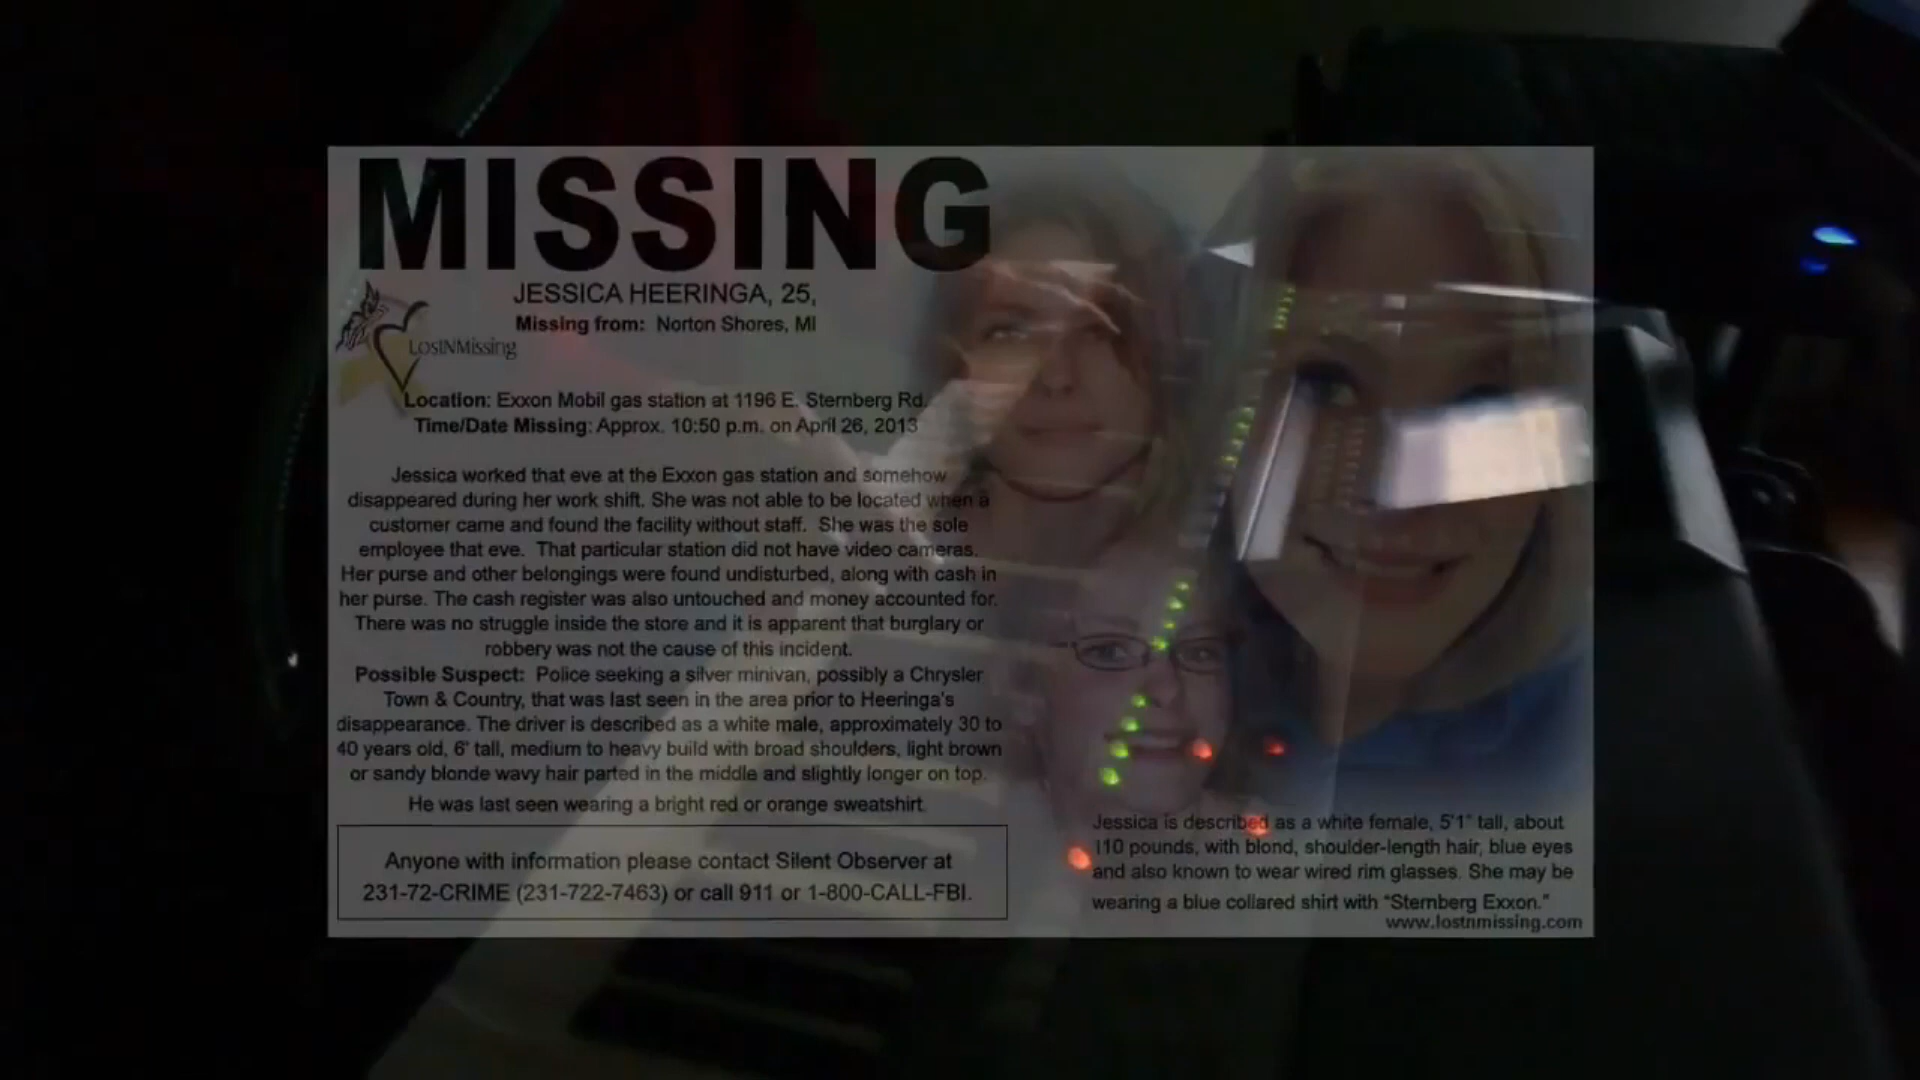 MISSING
JESSICA HEERINGA, 25,
Missing from: Norton Shores, MI
LostNMissing
Location: Exxon Mobil gas station at 1196 E. Sternberg Rd.
Time/Date Missing: Approx. 10:50 p.m. on April 26, 2013
Jessica worked that eve at the Exxon gas station and somehow
disappeared during her work shift. She was not able to be located when a
customer came and found the facility without staff. She was the sole
employee that eve. That particular station did not have video cameras.
Her purse and other belongings were found undisturbed, along with cash in
her purse. The cash register was also untouched and money accounted for.
There was no struggle inside the store and it is apparent that burglary or
robbery was not the cause of this incident.
Possible Suspect: Police seeking a silver minivan, possibly a Chrysler
Town & Country, that was last seen in the area prior to Heeringa's
disappearance. The driver is described as a white male, approximately 30 to
40 years old, 6' tall, medium to heavy build with broad shoulders, light brown
or sandy blonde wavy hair parted in the middle and slightly longer on top.
He was last seen wearing a bright red or orange sweatshirt.
Anyone with information please contact Silent Observer at
231-72-CRIME (231-722-7463) or call 911 or 1-800-CALL-FBI.
Jessica is described as a white female, 5'1" tall, about
110 pounds, with blond, shoulder-length hair, blue eyes
and also known to wear wired rim glasses. She may be
wearing a blue collared shirt with "Sternberg Exxon."
www.lostnmissing.com